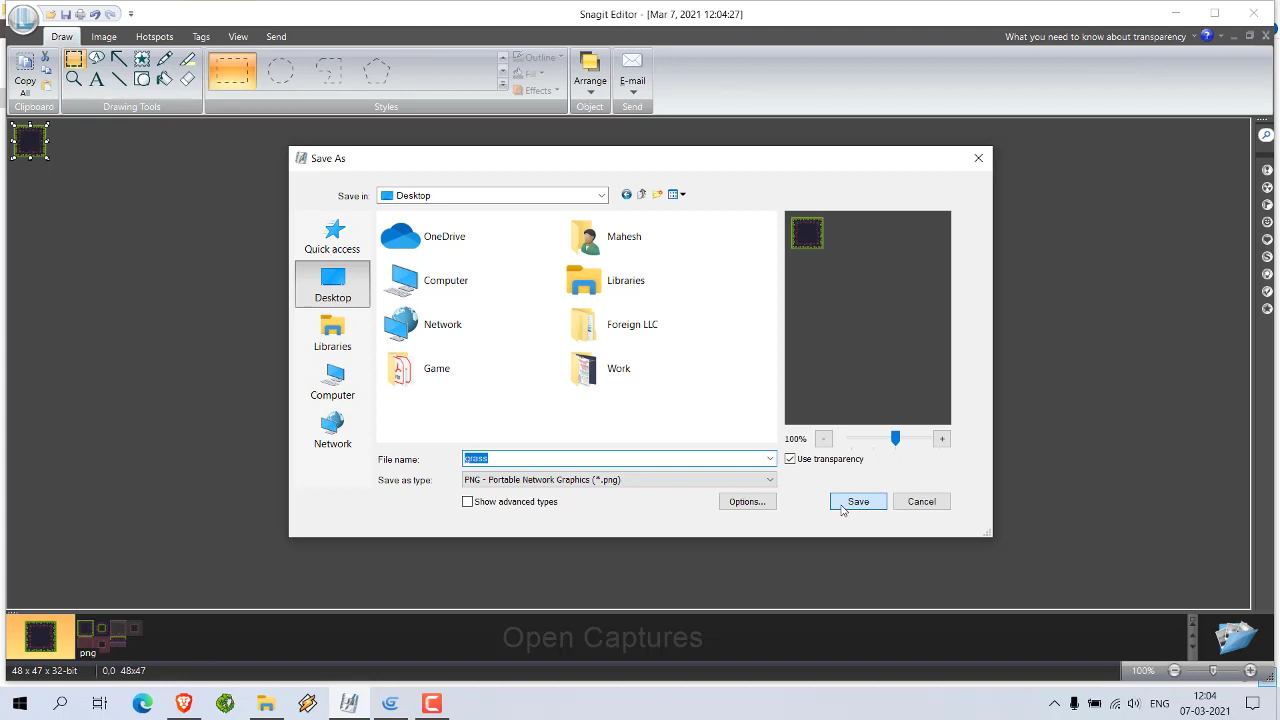 Snagit Editor - [Mar 7, 2021 12:04:27]
Draw
Image
Hotspots
Tags
View
Send
What you need to know about transparency
Copy
All
Clipboard
Drawing Tools
Styles
Outline
Fill
Effects
Arrange
Object
E-mail
Send
Save As
Save in:
Desktop
Quick access
Desktop
Libraries
Computer
Network
OneDrive
Mahesh
Computer
Libraries
Network
Foreign LLC
Game
Work
100%
-
+
Use transparency
File name:
grass
Save as type:
PNG - Portable Network Graphics (*.png)
Show advanced types
Options...
Save
Cancel
png
Open Captures
48 x 47 x 32-bit
0,0 48x47
100%
ENG
12:04
07-03-2021